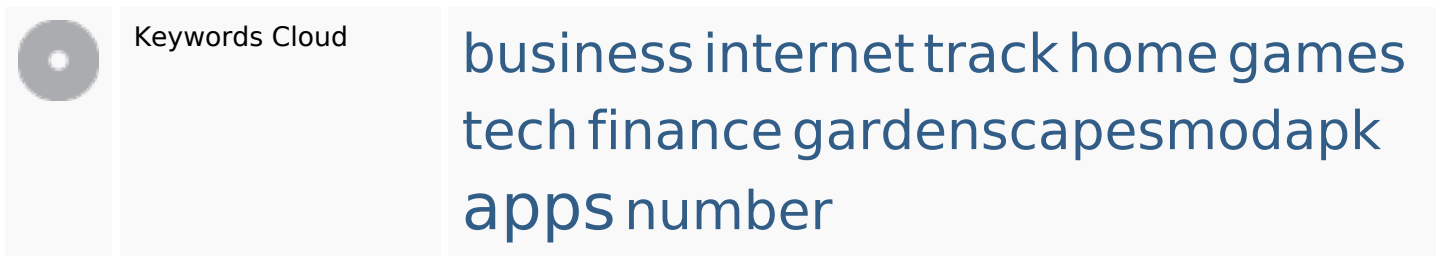 Keywords Cloud
business internet track home games
tech finance gardenscapesmodapk
apps number